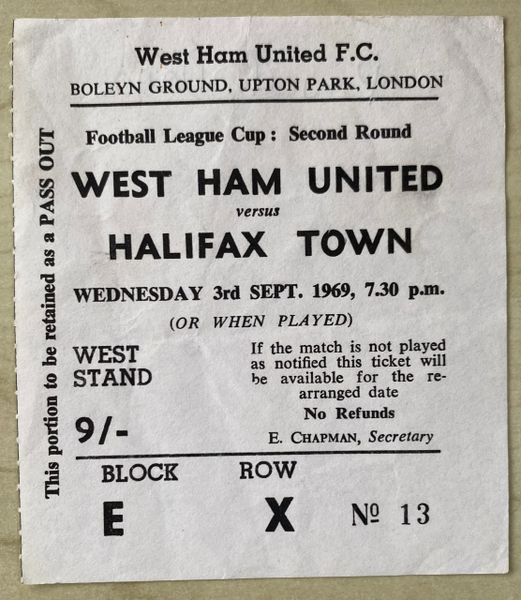 West Ham United F.C.
BOLEYN GROUND, UPTON PARK, LONDON
Football League Cup : Second Round
WEST HAM UNITED
versus
HALIFAX TOWN
WEDNESDAY 3rd SEPT. 1969, 7.30 p.m.
(OR WHEN PLAYED)
WEST
STAND
9/-
If the match is not played
as notified this ticket will
be available for the re-
arranged date
No Refunds
E. CHAPMAN, Secretary
BLOCK
E
ROW
X
Nº 13
This portion to be retained as a PASS OUT